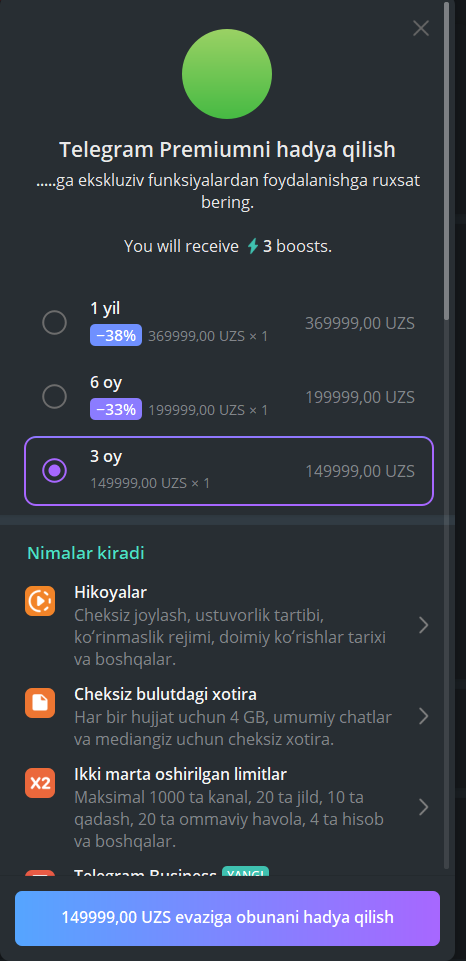 Telegram Premiumni hadya qilish
.....ga ekskluziv funksiyalardan foydalanishga ruxsat
bering.
You will receive 3 boosts.
1 yil
−38% 369999,00 UZS × 1
369999,00 UZS
6 oy
−33% 199999,00 UZS × 1
199999,00 UZS
3 oy
149999,00 UZS × 1
149999,00 UZS
Nimalar kiradi
Hikoyalar
Cheksiz joylash, ustuvorlik tartibi,
koʻrinmaslik rejimi, doimiy koʻrishlar tarixi
va boshqalar.
Cheksiz bulutdagi xotira
Har bir hujjat uchun 4 GB, umumiy chatlar
va mediangiz uchun cheksiz xotira.
X2
Ikki marta oshirilgan limitlar
Maksimal 1000 ta kanal, 20 ta jild, 10 ta
qadash, 20 ta ommaviy havola, 4 ta hisob
va boshqalar.
Telegram Business YANGI
149999,00 UZS evaziga obunani hadya qilish